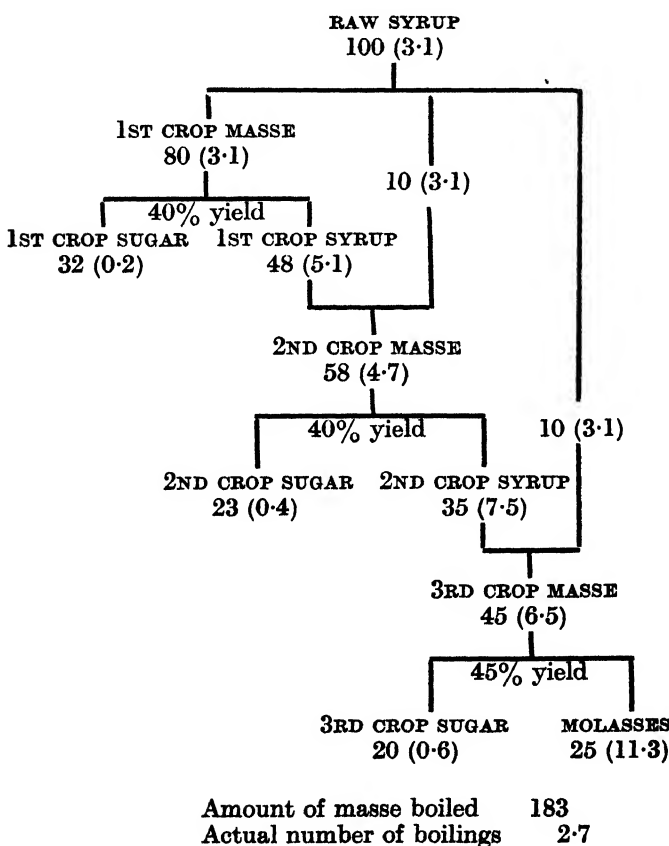 RAW SYRUP
100 (3·1)
1ST CROP MASSE
80 (3·1)
10 (3·1)
40% yield
1ST CROP SUGAR 1ST CROP SYRUP
32 (0·2) 48 (5·1)
2ND CROP MASSE
58 (4·7)
40% yield
10 (3·1)
2ND CROP SUGAR 2ND CROP SYRUP
23 (0·4) 35 (7·5)
3RD CROP MASSE
45 (6·5)
45% yield
3RD CROP SUGAR MOLASSES
20 (0·6) 25 (11·3)
Amount of masse boiled 183
Actual number of boilings 2·7